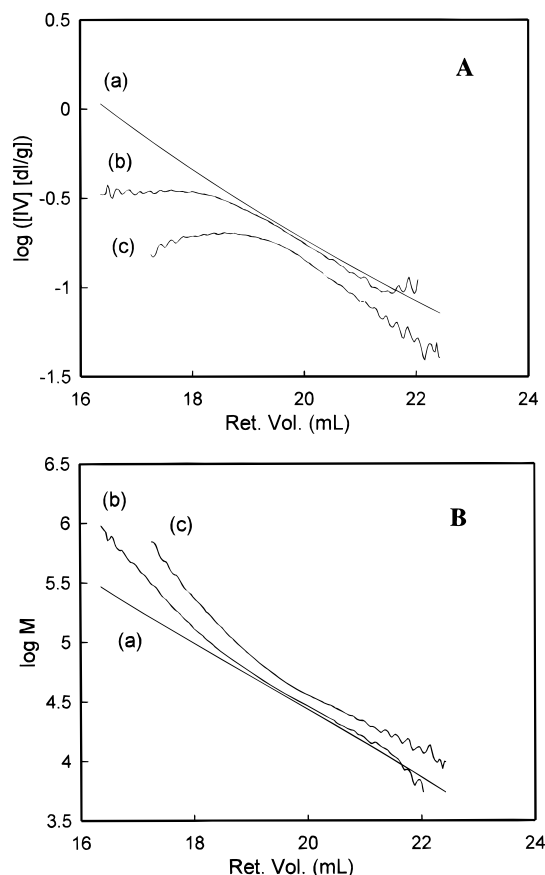 0.5
A
(a)
0
(b)
-0.5
(c)
-1
-1.5
log ([IV] [dl/g])
16 18 20 22 24
Ret. Vol. (mL)
6.5
(b)
B
(c)
6
5.5
(a)
5
4.5
4
3.5
log M
16 18 20 22 24
Ret. Vol. (mL)